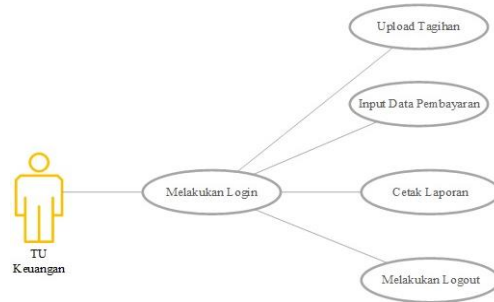 Upload Tagihan
Input Data Pembayaran
Melakukan Login
Cetak Laporan
TU
Keuangan
Melakukan Logout